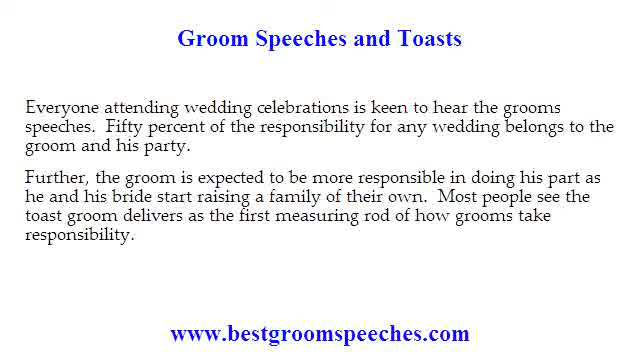 Groom Speeches and Toasts
Everyone attending wedding celebrations is keen to hear the grooms
speeches.  Fifty percent of the responsibility for any wedding belongs to the
groom and his party.
Further, the groom is expected to be more responsible in doing his part as
he and his bride start raising a family of their own.  Most people see the
toast groom delivers as the first measuring rod of how grooms take
responsibility.
www.bestgroomspeeches.com